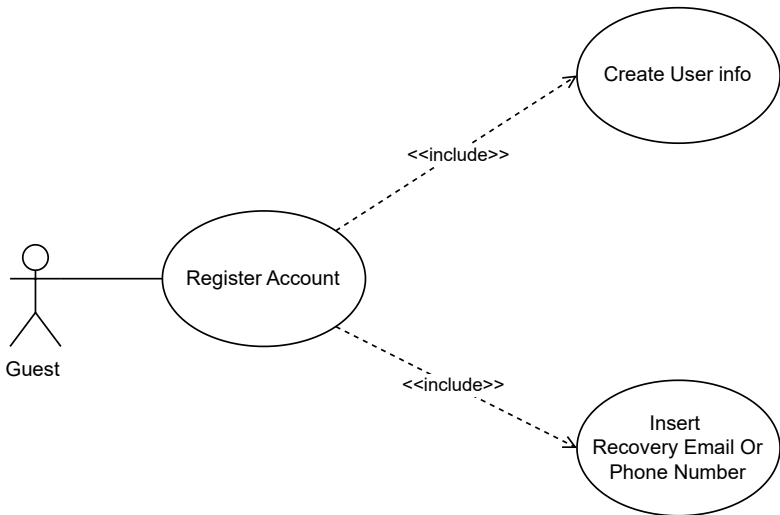 Create User info
<<include>>
Register Account
Guest
<<include>>
Insert
Recovery Email Or
Phone Number